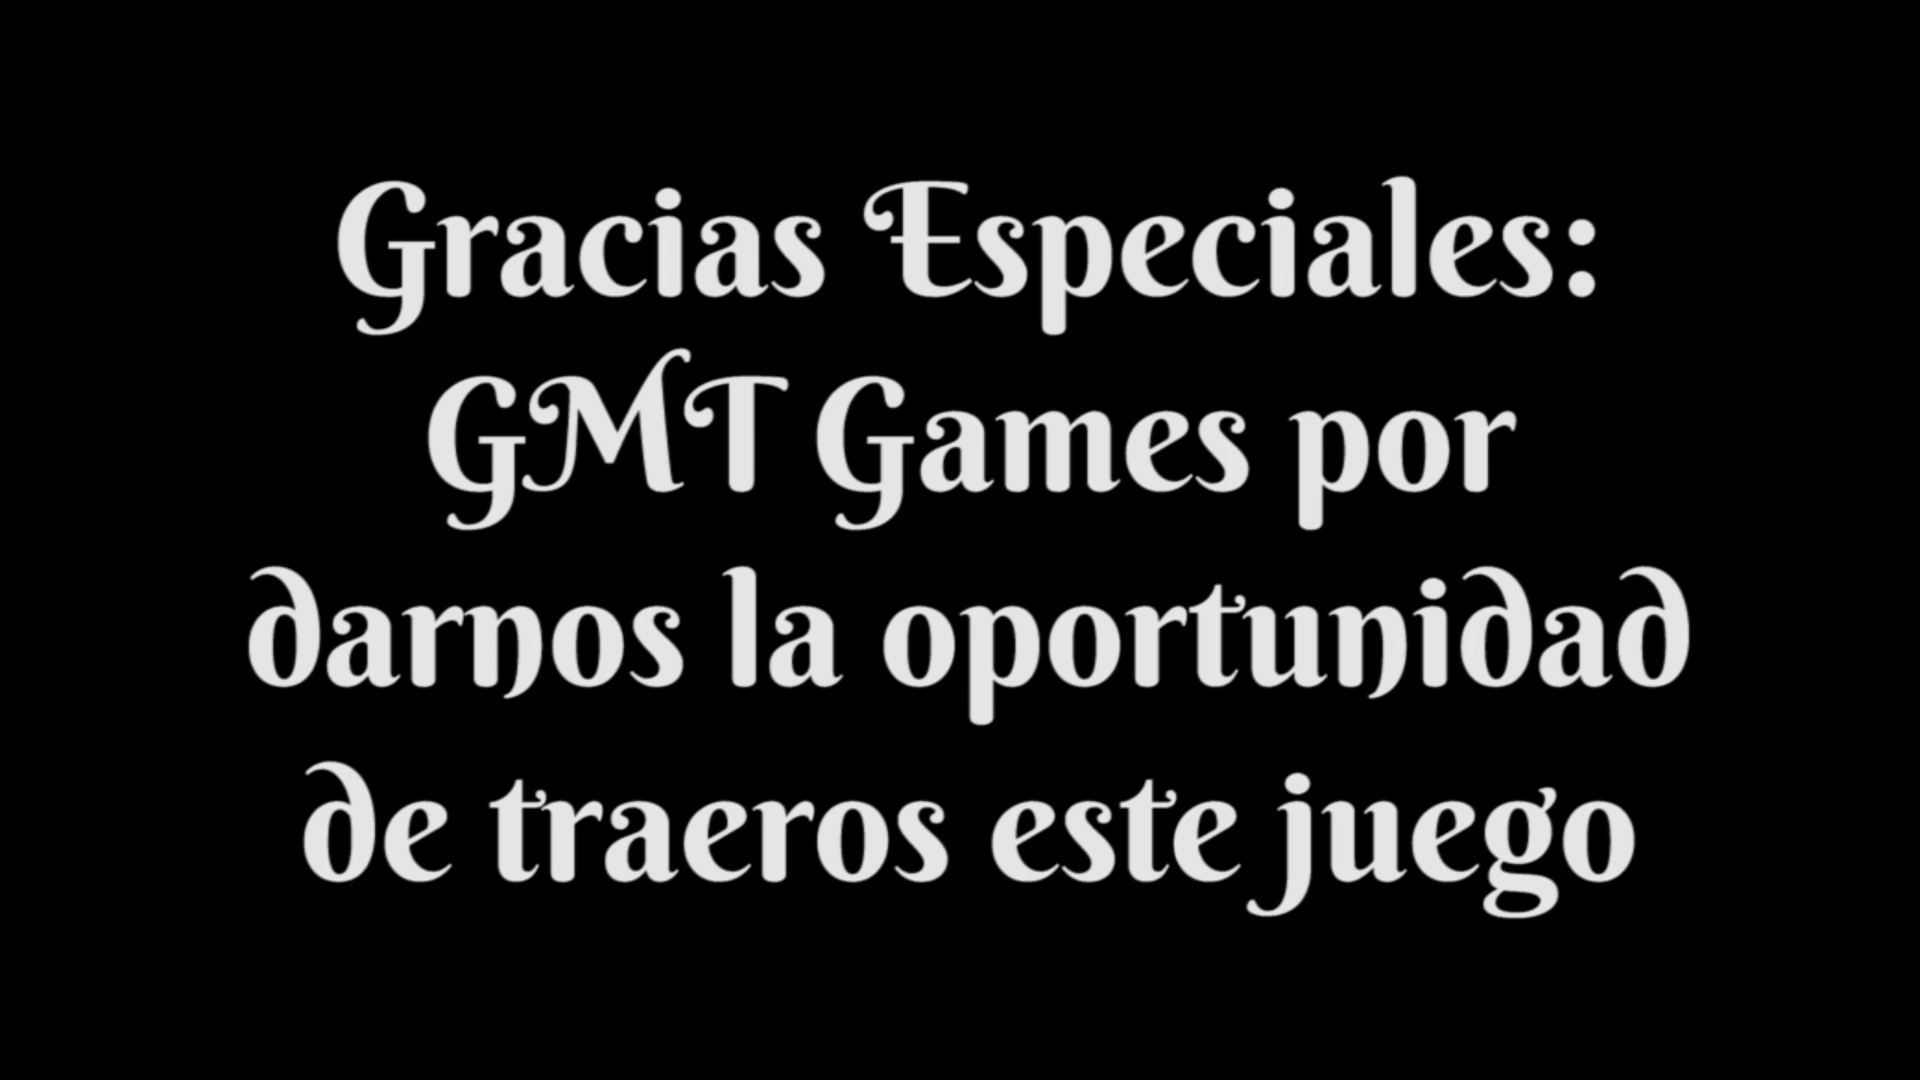 Gracias Especiales:
GMT Games por
darnos la oportunidad
de traeros este juego